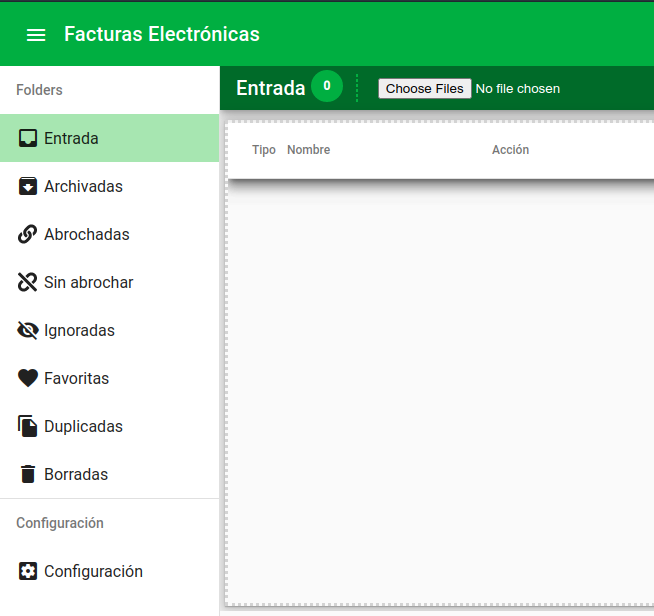 Facturas Electrónicas
Folders
Entrada
Archivadas
Abrochadas
Sin abrochar
Ignoradas
Favoritas
Duplicadas
Borradas
Configuración
Configuración
Entrada 0 Choose Files No file chosen
Tipo Nombre Acción